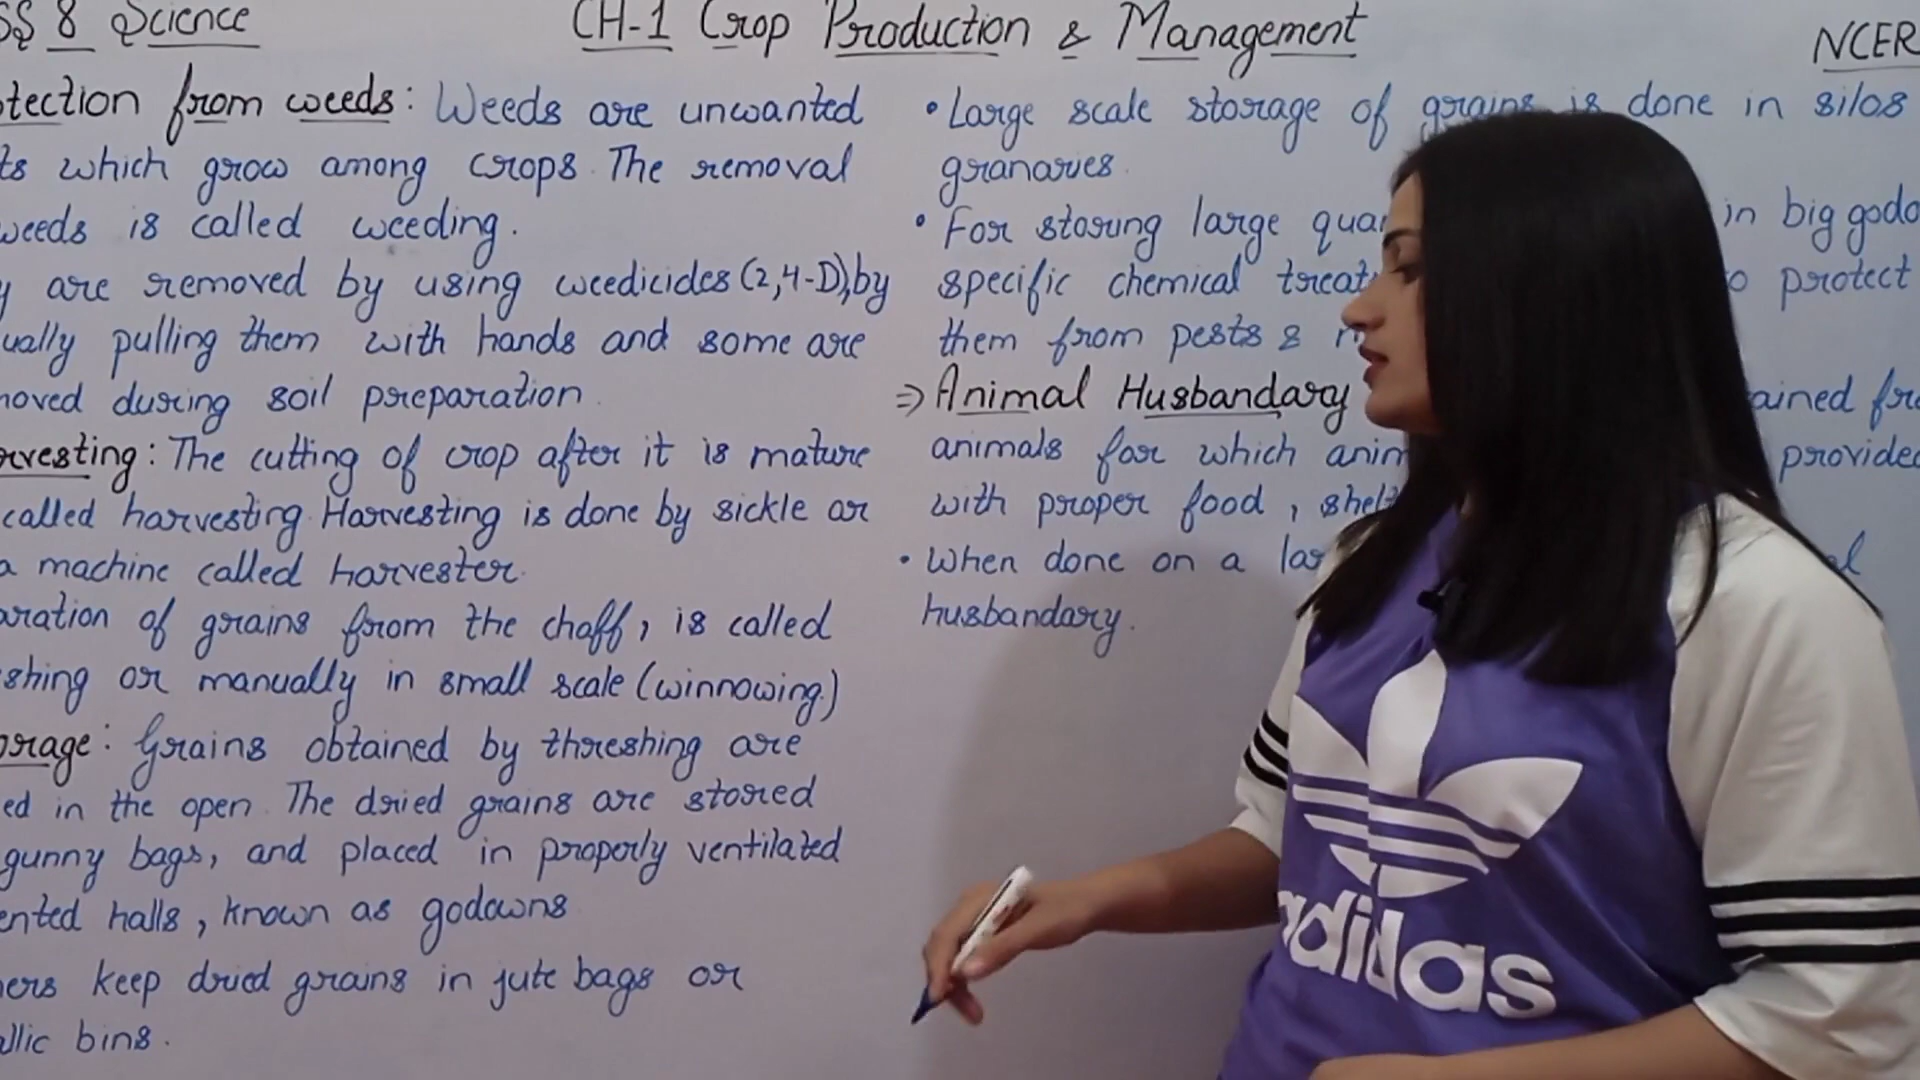 SS 8 Science
CH-1 Crop Production & Management
NCER
tection from weeds: Weeds are unwanted
ts which grow among crops. The removal
weeds is called weeding.
y are removed by using weedicides (2,4-D), by
ually pulling them with hands and some are
moved during soil preparation.
rvesting: The cutting of crop after it is mature
called harvesting. Harvesting is done by sickle or
a machine called harvester.
aration of grains from the chaff, is called
shing or manually in small scale (winnowing.)
orage: Grains obtained by threshing are
ed in the open. The dried grains are stored
gunny bags, and placed in properly ventilated
ented halls, known as godowns
ers keep dried grains in jute bags or
llic bins.
• Large scale storage of grains is done in silos
granaries.
• For storing large quan in big godo
specific chemical treat o protect
them from pests & m
⇒ Animal Husbandary ained fro
animals for which anim provided
with proper food, shelt
• When done on a lar al
husbandary.
adidas